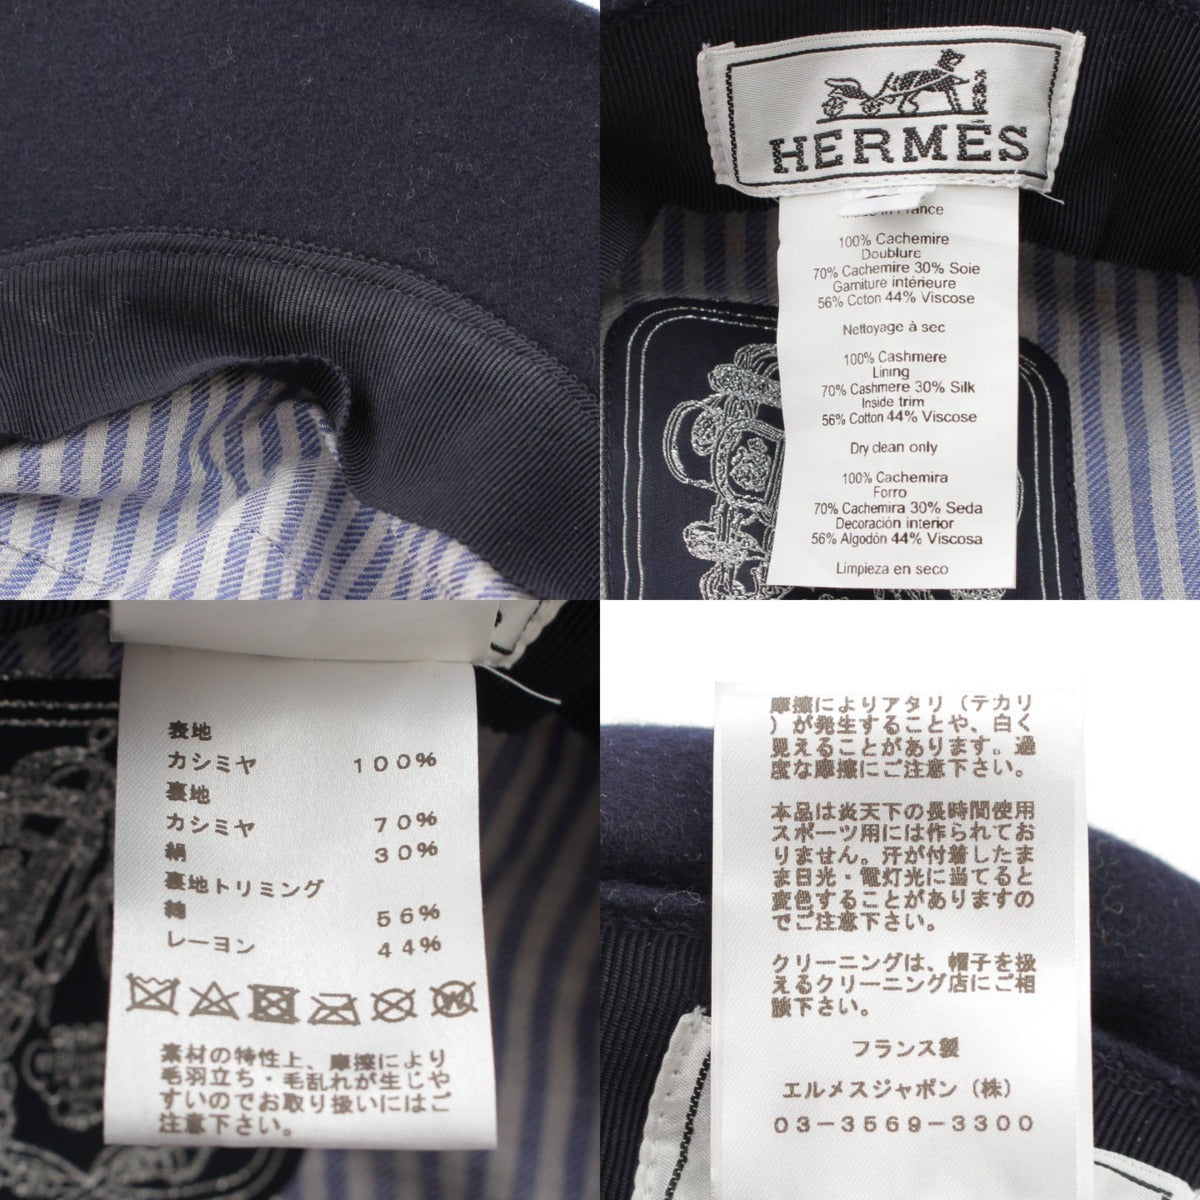 HERMÈS
Made in France
100% Cachemire
Doublure
70% Cachemire 30% Soie
Garniture intérieure
56% Coton 44% Viscose
Nettoyage à sec
100% Cashmere
Lining
70% Cashmere 30% Silk
Inside trim
56% Cotton 44% Viscose
Dry clean only
100% Cachemira
Forro
70% Cachemira 30% Seda
Decoración interior
56% Algodón 44% Viscosa
Limpieza en seco
表地
カシミヤ 100%
裏地
カシミヤ 70%
絹 30%
裏地トリミング
綿 56%
レーヨン 44%
素材の特性上、摩擦により
毛羽立ち・毛乱れが生じや
すいのでお取り扱いにはご
注意下さい。
摩擦によりアタリ(テカリ
)が発生することや、白く
見えることがあります。過
度な摩擦にご注意下さい。
本品は炎天下の長時間使用
スポーツ用には作られてお
りません。汗が付着したま
ま日光・電灯光に当てると
変色することがありますの
でご注意下さい。
クリーニングは、帽子を扱
えるクリーニング店にご相
談下さい。
フランス製
エルメスジャポン(株)
03-3569-3300